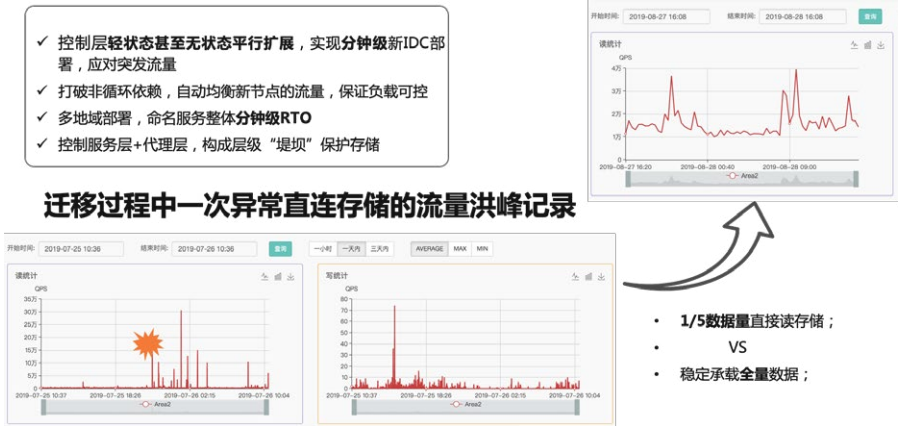 ✓ 控制层轻状态甚至无状态平行扩展，实现分钟级新IDC部
署，应对突发流量
✓ 打破非循环依赖，自动均衡新节点的流量，保证负载可控
✓ 多地域部署，命名服务整体分钟级RTO
✓ 控制服务层+代理层，构成层级“堤坝”保护存储
开始时间: 2019-08-27 16:08 结束时间: 2019-08-28 16:08 查询
读统计
QPS
4万
3万
2万
1万
0
2019-08-27 16:20 2019-08-28 00:40 2019-08-28 09:00
Area2
迁移过程中一次异常直连存储的流量洪峰记录
开始时间: 2019-07-25 10:36 结束时间: 2019-07-26 10:36 查询 一小时 一天内 三天内 AVERAGE MAX MIN
读统计
QPS
35万
30万
25万
20万
15万
10万
5万
0
2019-07-25 10:37 2019-07-25 18:26 2019-07-26 02:15 2019-07-26 10:04
Area2
写统计
QPS
80
70
60
50
40
30
20
10
0
2019-07-25 10:37 2019-07-25 18:26 2019-07-26 02:15 2019-07-26 10:04
Area2
• 1/5数据量直接读存储；
• VS
• 稳定承载全量数据；